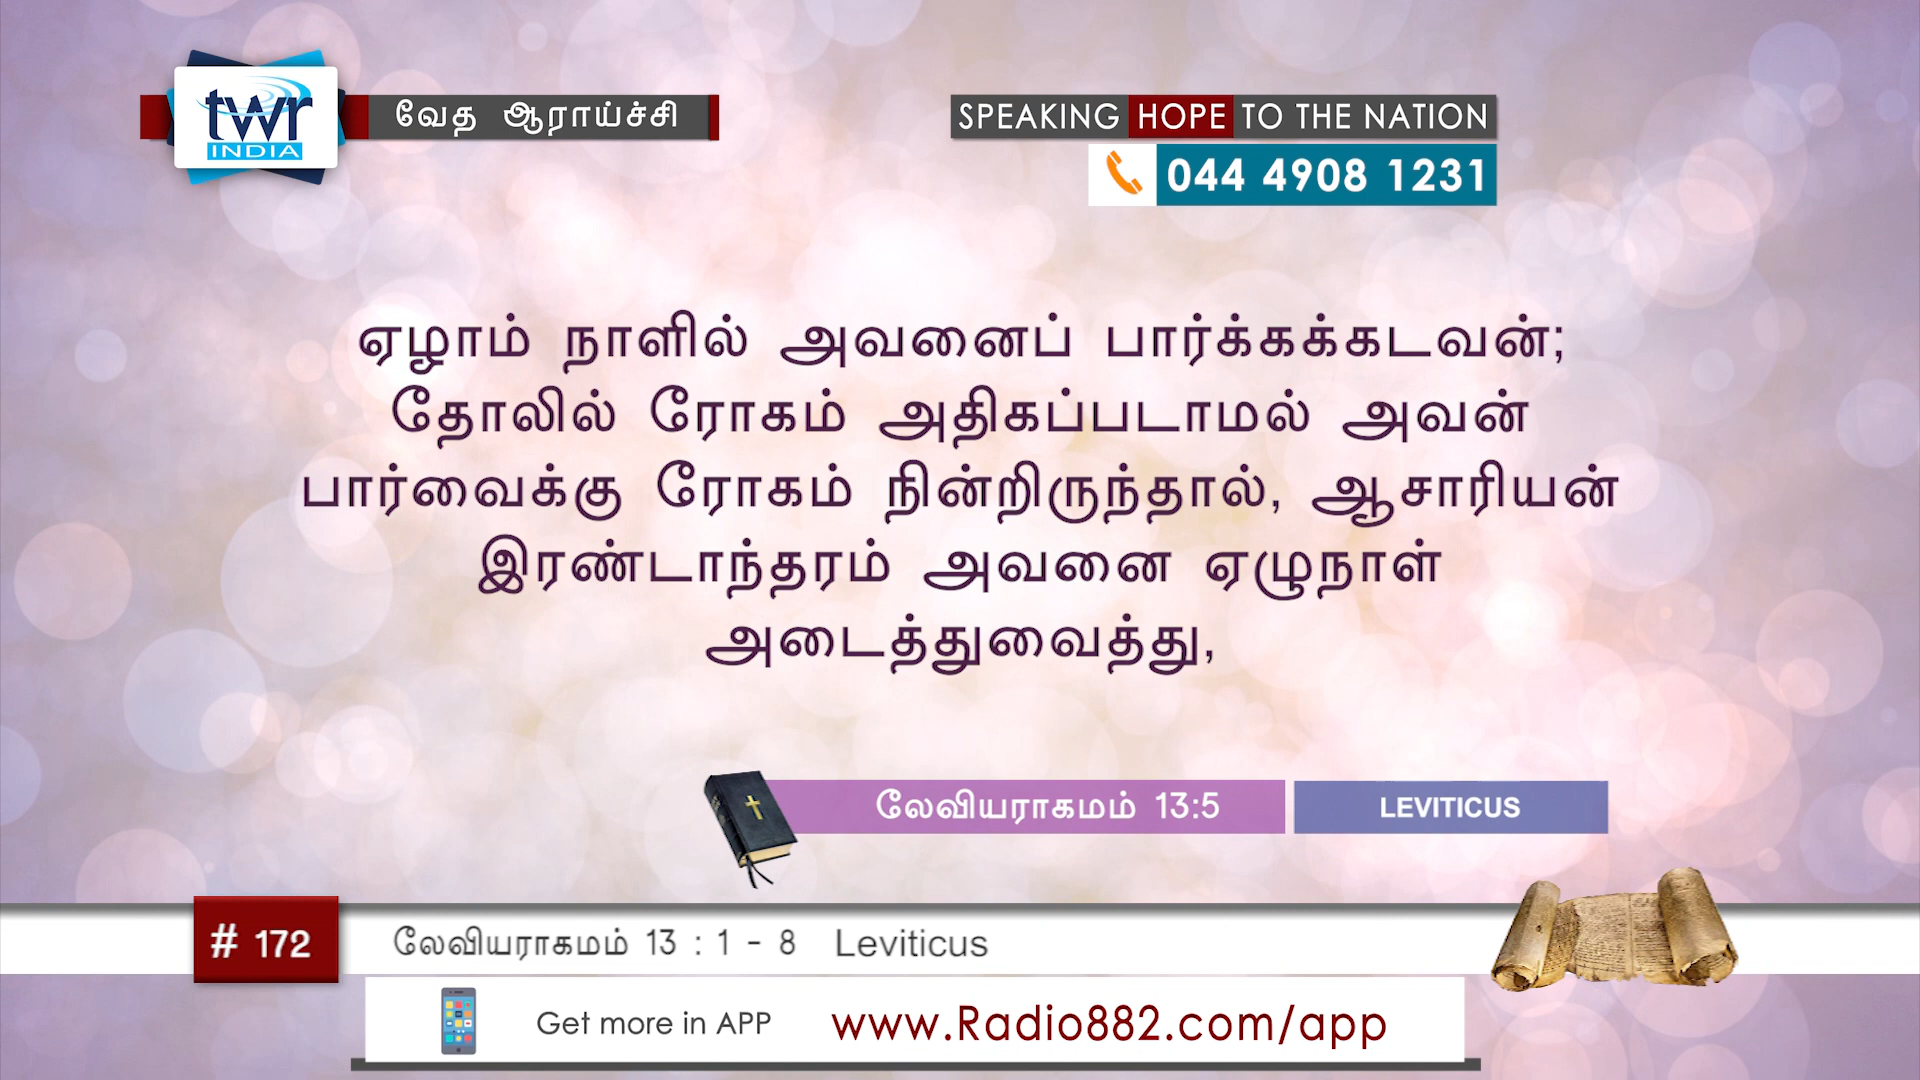 twr
INDIA
வேத ஆராய்ச்சி
SPEAKING HOPE TO THE NATION
044 4908 1231
ஏழாம் நாளில் அவனைப் பார்க்கக்கடவன்;
தோலில் ரோகம் அதிகப்படாமல் அவன்
பார்வைக்கு ரோகம் நின்றிருந்தால், ஆசாரியன்
இரண்டாந்தரம் அவனை ஏழுநாள்
அடைத்துவைத்து,
லேவியராகமம் 13:5
LEVITICUS
# 172
லேவியராகமம் 13 : 1 - 8 Leviticus
Get more in APP www.Radio882.com/app